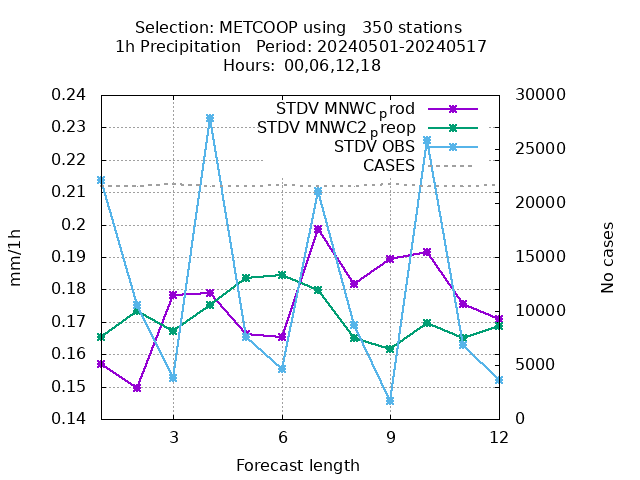 Selection: METCOOP using   350 stations
1h Precipitation   Period: 20240501-20240517
Hours:  00,06,12,18
STDV MNWC_prod
STDV MNWC2_preop
STDV OBS
CASES
0.24
0.23
0.22
0.21
0.2
0.19
0.18
0.17
0.16
0.15
0.14
mm/1h
30000
25000
20000
15000
10000
5000
0
No cases
3 6 9 12
Forecast length